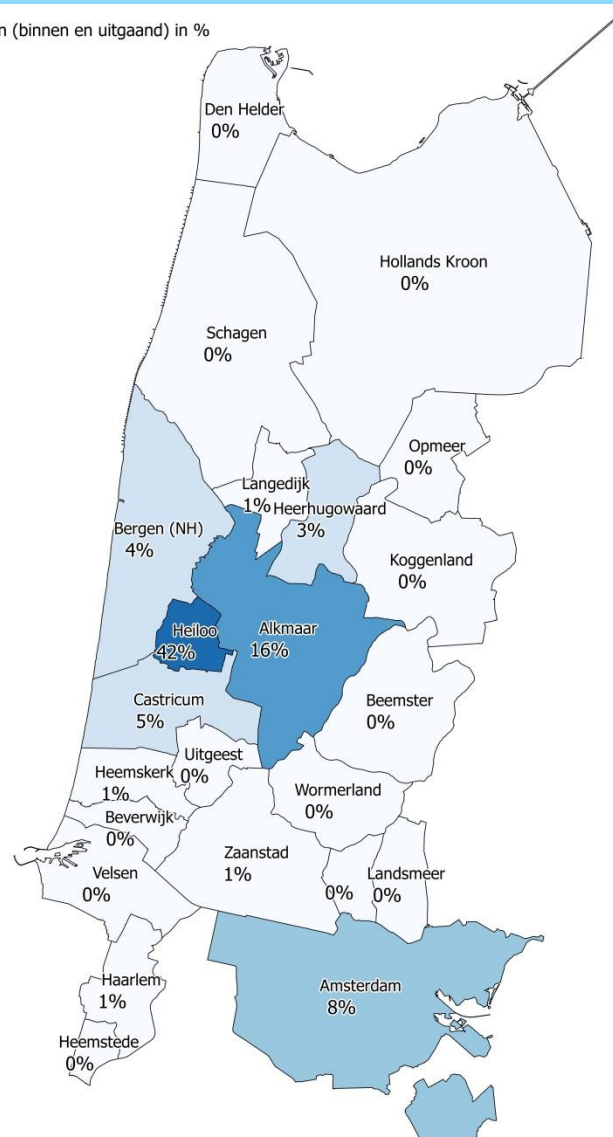 n (binnen en uitgaand) in %
Den Helder
0%
Hollands Kroon
0%
Schagen
0%
Opmeer
0%
Langedijk
1%
Heerhugowaard
3%
Bergen (NH)
4%
Koggenland
0%
Heiloo
42%
Alkmaar
16%
Castricum
5%
Beemster
0%
Uitgeest
0%
Heemskerk
1%
Wormerland
0%
Beverwijk
0%
Zaanstad
1%
Velsen
0%
0%
Landsmeer
0%
Haarlem
1%
Amsterdam
8%
Heemstede
0%